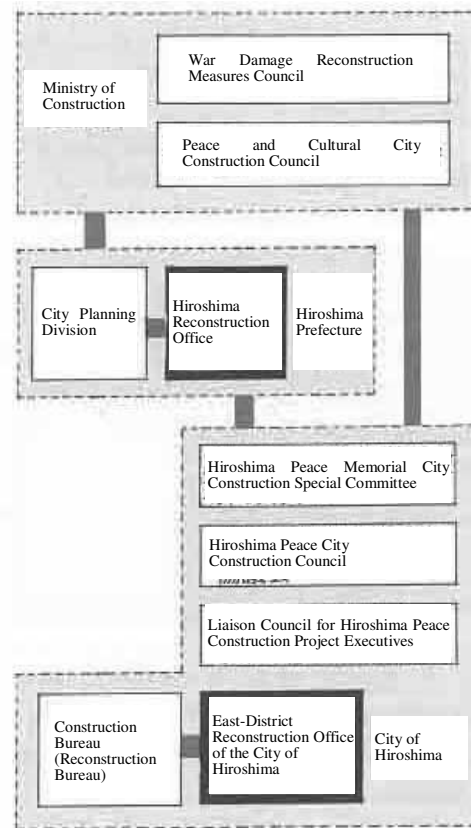 War Damage Reconstruction
Measures Council
Ministry of
Construction
Peace and Cultural City
Construction Council
City Planning
Division
Hiroshima
Reconstruction
Office
Hiroshima
Prefecture
Hiroshima Peace Memorial City
Construction Special Committee
Hiroshima Peace City
Construction Council
Liaison Council for Hiroshima Peace
Construction Project Executives
Construction
Bureau
(Reconstruction
Bureau)
East-District
Reconstruction Office
of the City of
Hiroshima
City of
Hiroshima